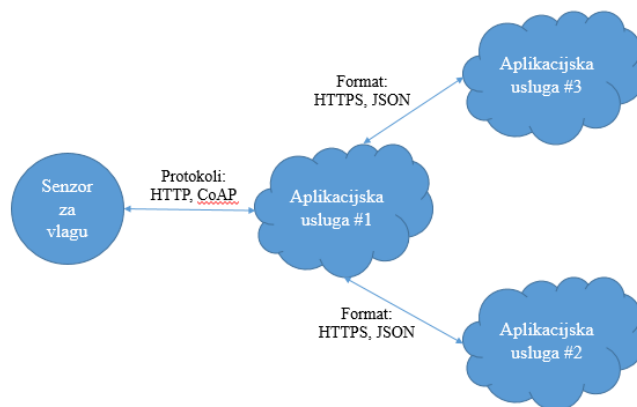 Senzor
za
vlagu
Protokoli:
HTTP, CoAP
Aplikacijska
usluga #1
Format:
HTTPS, JSON
Aplikacijska
usluga #3
Format:
HTTPS, JSON
Aplikacijska
usluga #2